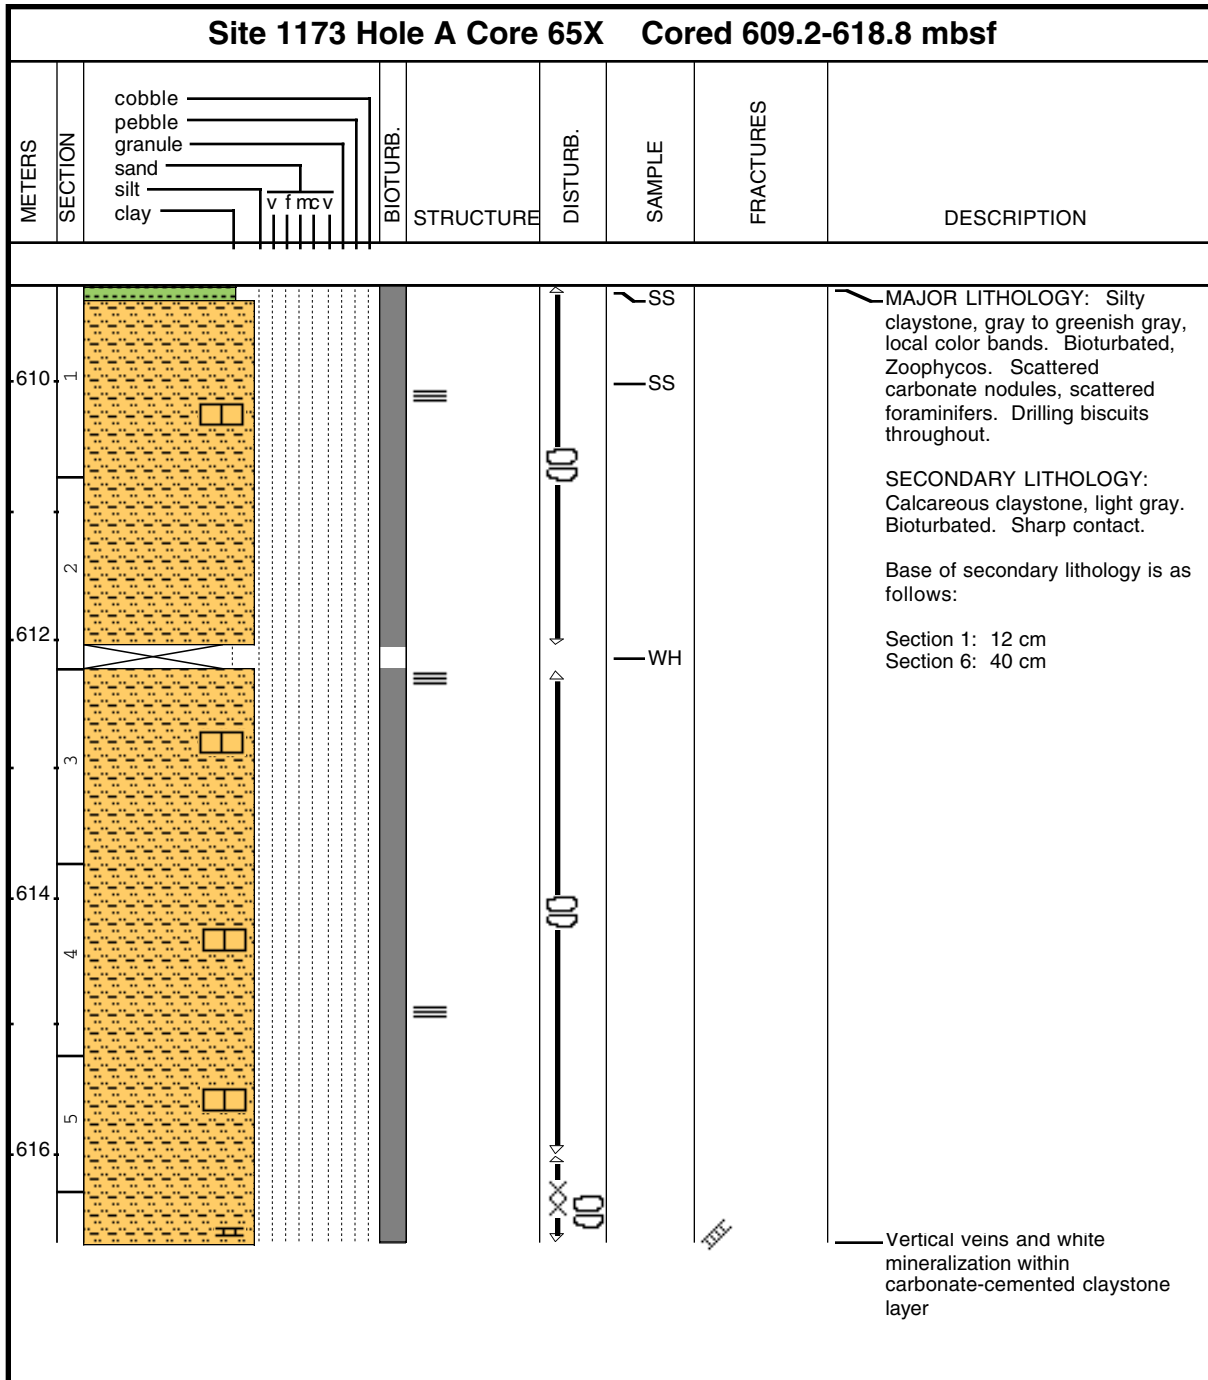 Site 1173 Hole A Core 65X Cored 609.2-618.8 mbsf
METERS
SECTION
cobble
pebble
granule
sand
silt
clay
v f m c v
BIOTURB.
STRUCTURE
DISTURB.
SAMPLE
FRACTURES
DESCRIPTION
610
612
614
616
1
2
3
4
5
SS
SS
WH
MAJOR LITHOLOGY: Silty
claystone, gray to greenish gray,
local color bands. Bioturbated,
Zoophycos. Scattered
carbonate nodules, scattered
foraminifers. Drilling biscuits
throughout.
SECONDARY LITHOLOGY:
Calcareous claystone, light gray.
Bioturbated. Sharp contact.
Base of secondary lithology is as
follows:
Section 1: 12 cm
Section 6: 40 cm
Vertical veins and white
mineralization within
carbonate-cemented claystone
layer